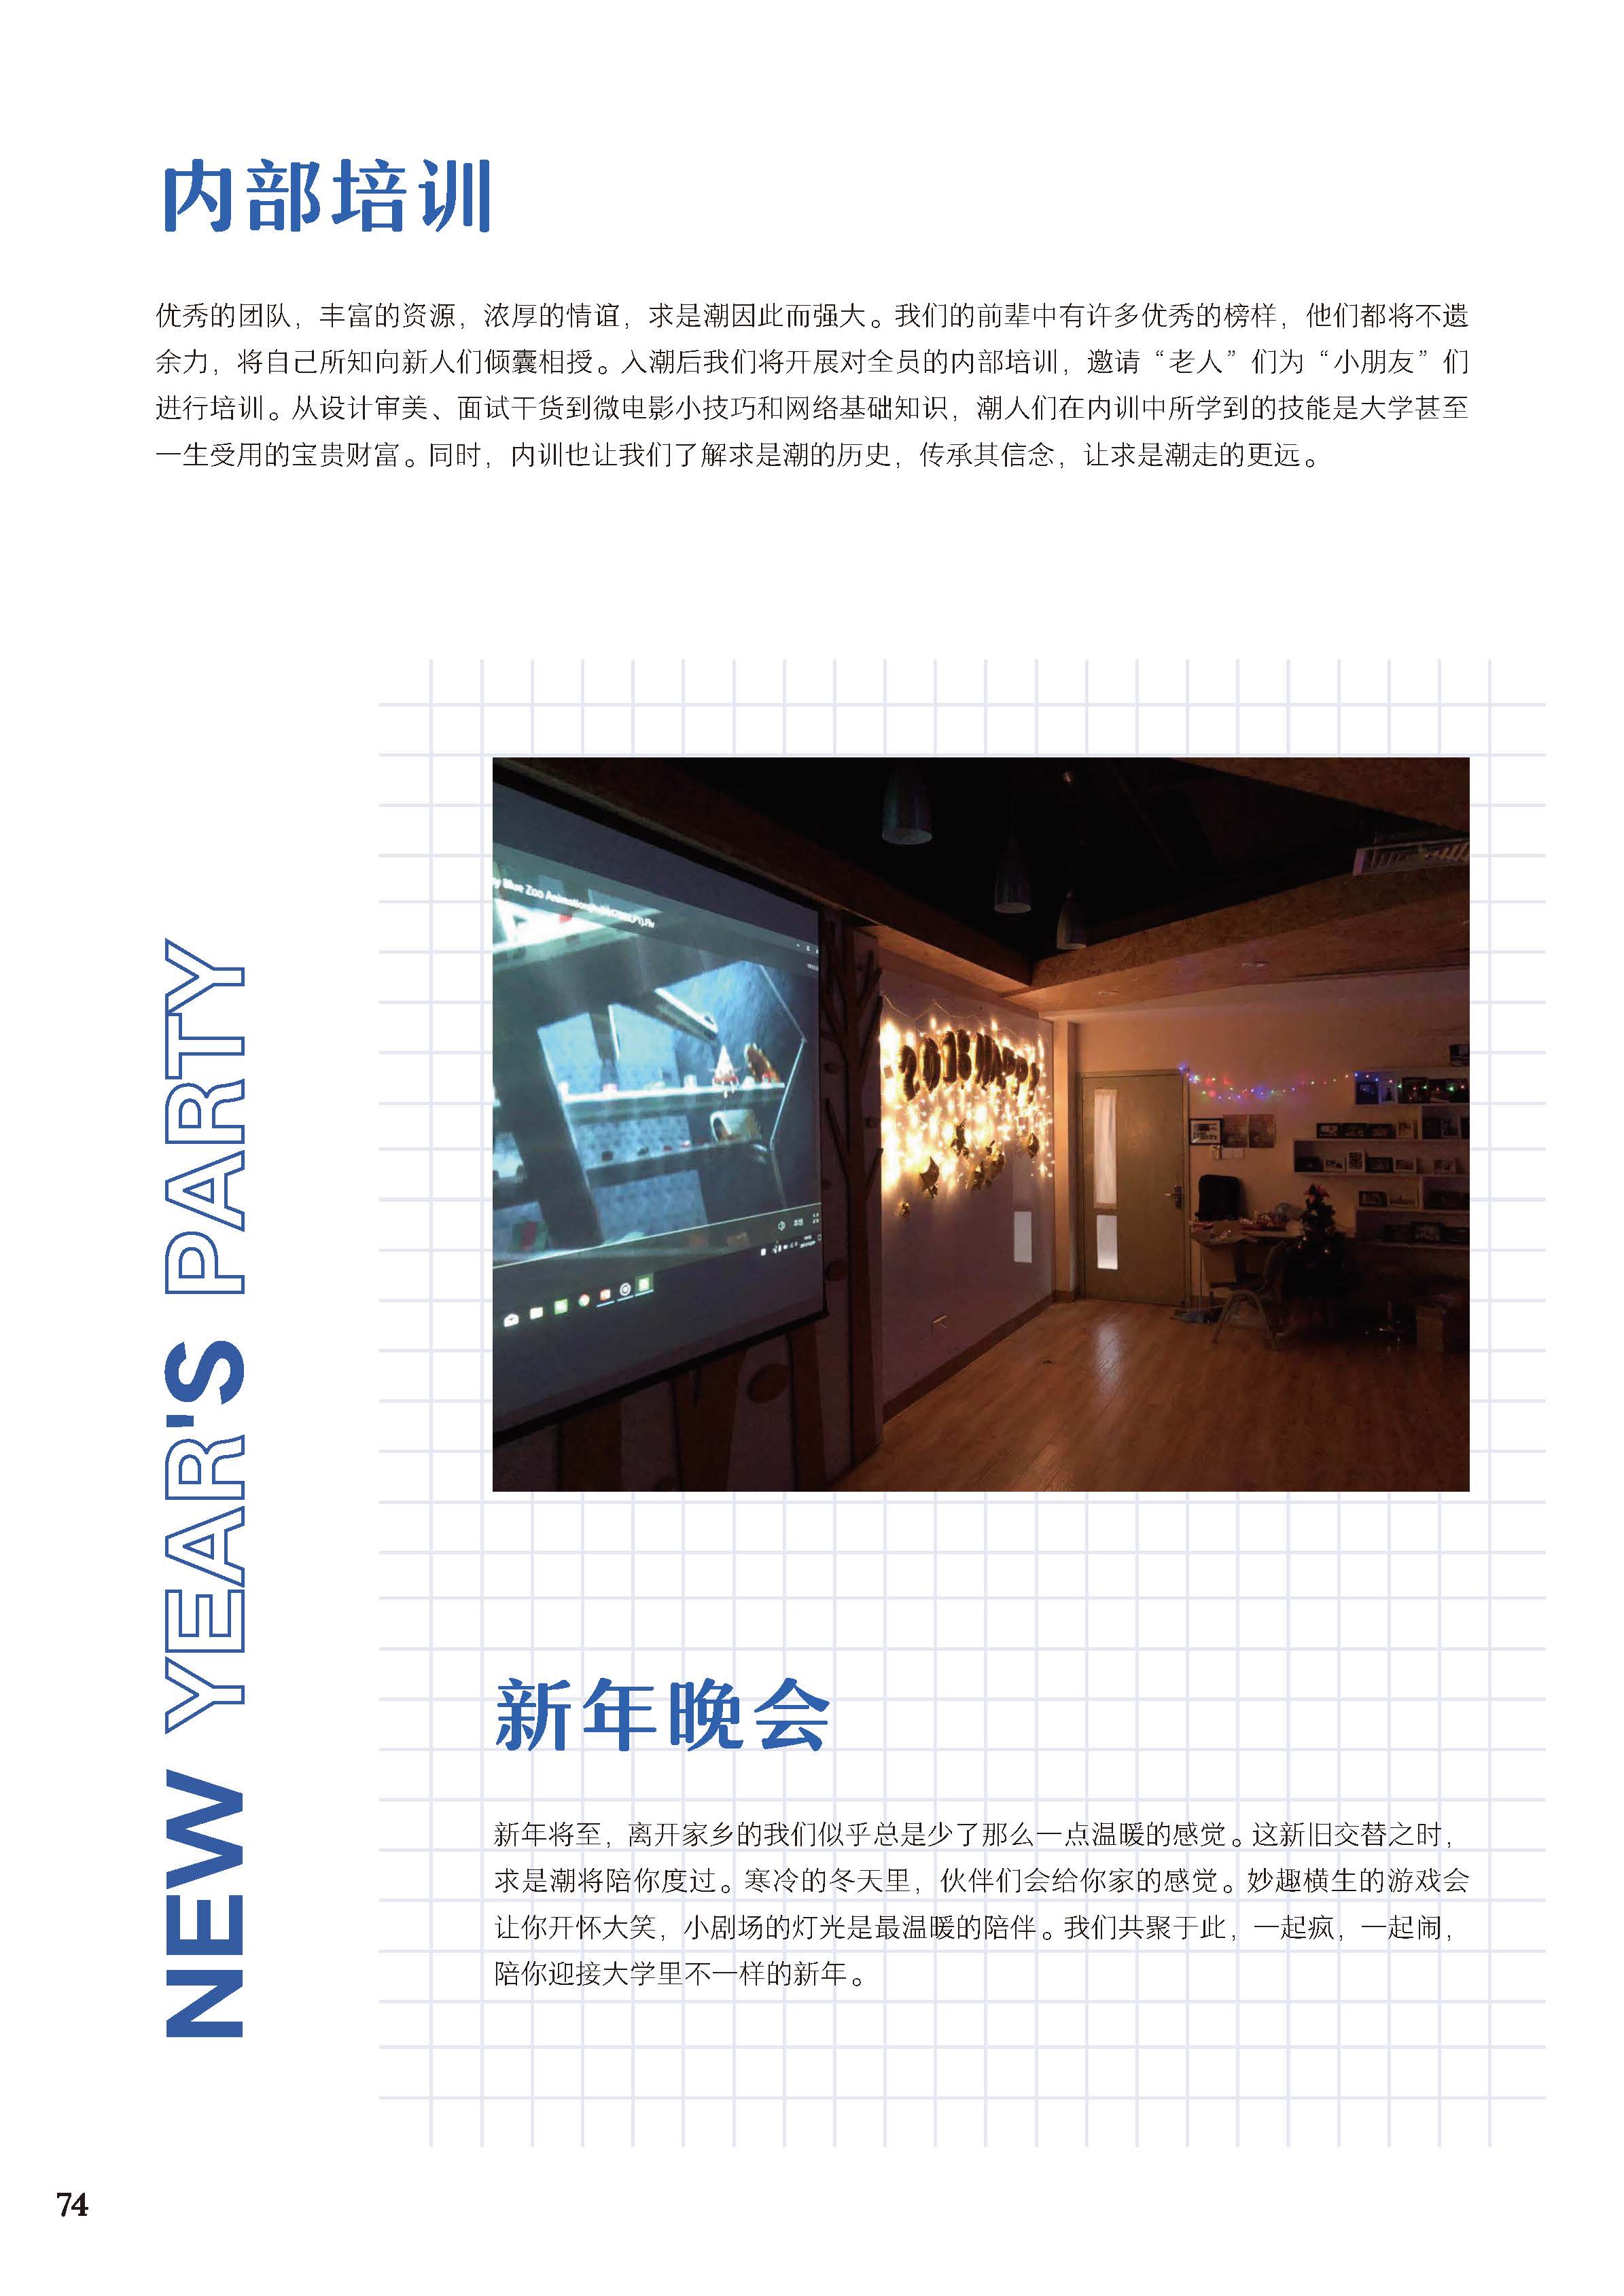 内部培训
优秀的团队，丰富的资源，浓厚的情谊，求是潮因此而强大。我们的前辈中有许多优秀的榜样，他们都将不遗
余力，将自己所知向新人们倾囊相授。入潮后我们将开展对全员的内部培训，邀请“老人”们为“小朋友”们
进行培训。从设计审美、面试干货到微电影小技巧和网络基础知识，潮人们在内训中所学到的技能是大学甚至
一生受用的宝贵财富。同时，内训也让我们了解求是潮的历史，传承其信念，让求是潮走的更远。
NEW YEAR'S PARTY
Blue Zoo Animation
2018 HAPPY
新年晚会
新年将至，离开家乡的我们似乎总是少了那么一点温暖的感觉。这新旧交替之时，
求是潮将陪你度过。寒冷的冬天里，伙伴们会给你家的感觉。妙趣横生的游戏会
让你开怀大笑，小剧场的灯光是最温暖的陪伴。我们共聚于此，一起疯，一起闹，
陪你迎接大学里不一样的新年。
74